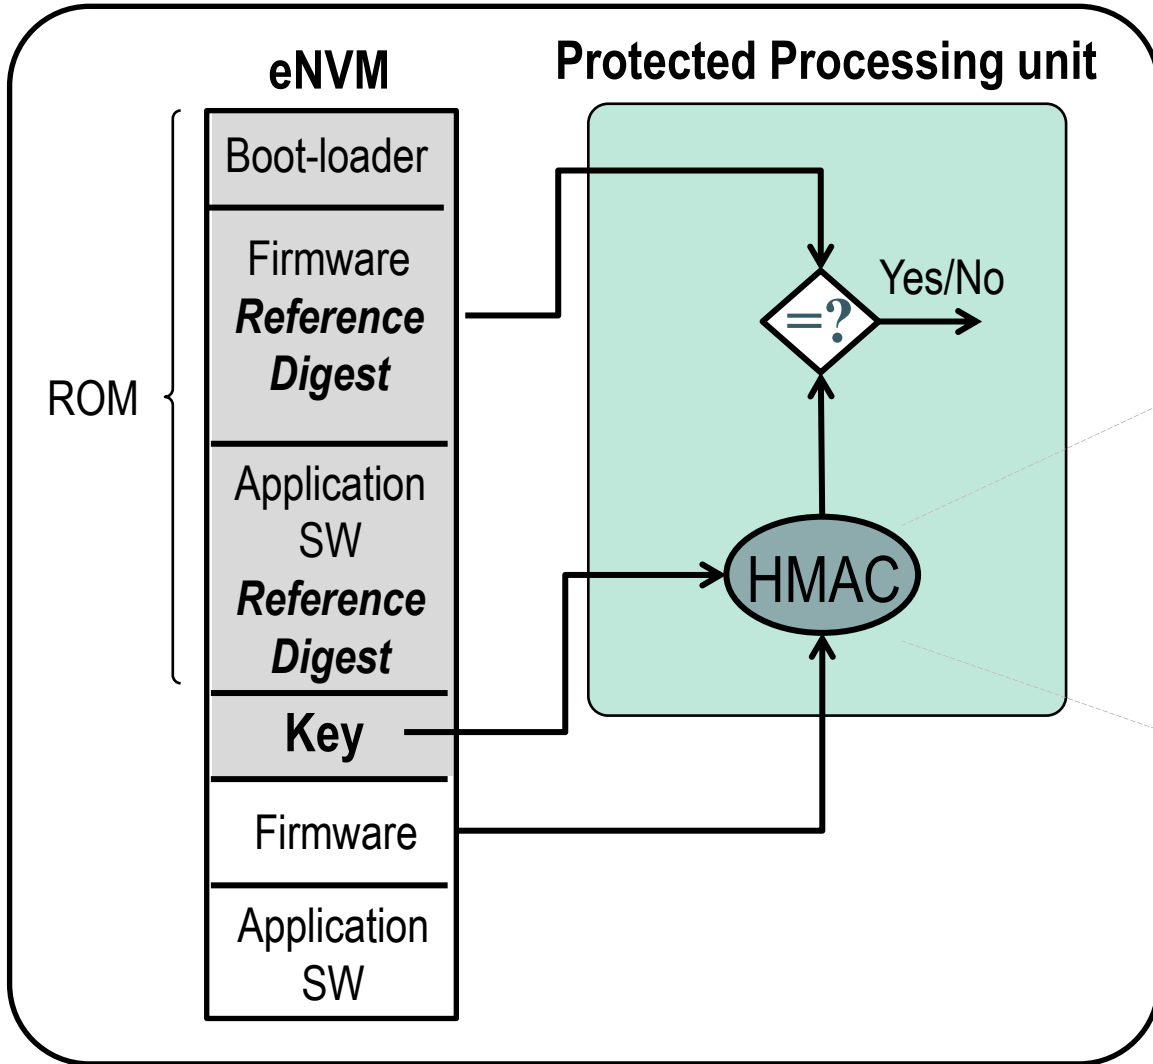 eNVM
Protected Processing unit
Boot-loader
Firmware
Reference
Digest
ROM
Application
SW
Reference
Digest
Key
Firmware
Application
SW
=?
Yes/No
HMAC